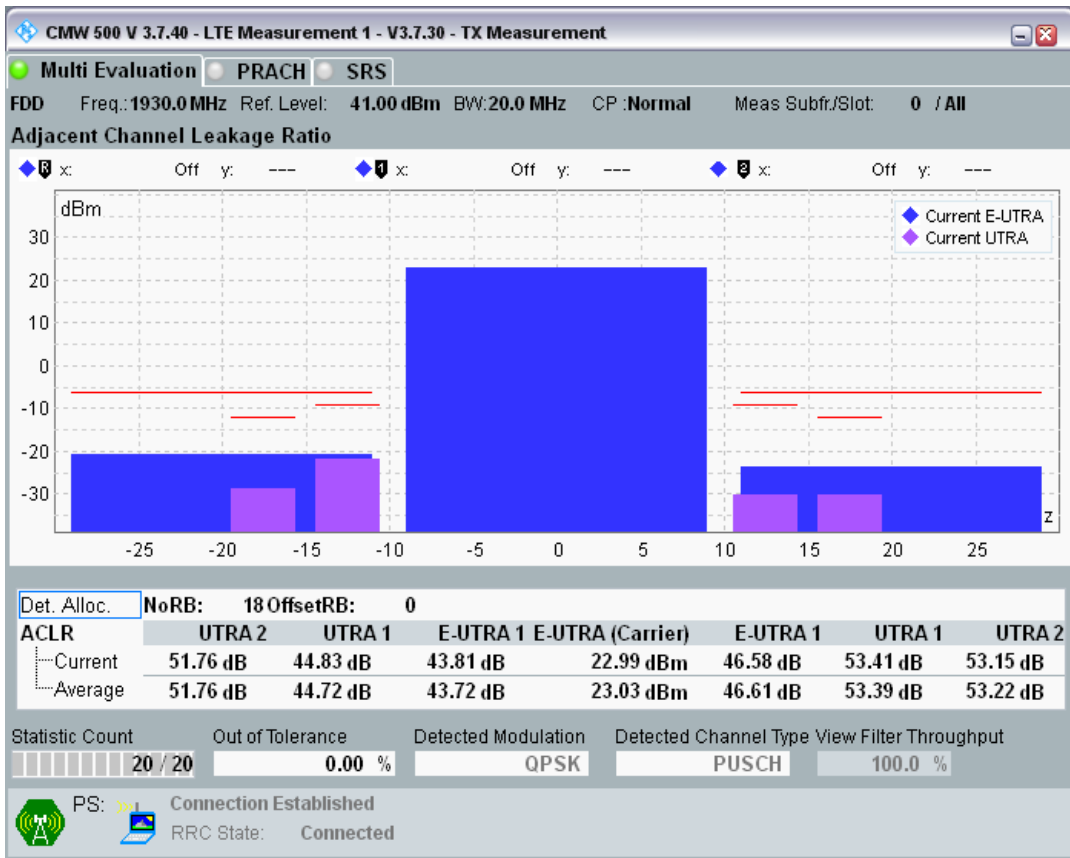 CMW 500 V 3.7.40 - LTE Measurement 1 - V3.7.30 - TX Measurement
Multi Evaluation PRACH SRS
FDD Freq.:1930.0 MHz Ref. Level: 41.00 dBm BW:20.0 MHz CP :Normal Meas Subfr./Slot: 0 / All
Adjacent Channel Leakage Ratio
R x: Off y: --- 1 x: Off y: --- 2 x: Off y: ---
dBm
Current E-UTRA
Current UTRA
30
20
10
0
-10
-20
-30
z
-25 -20 -15 -10 -5 0 5 10 15 20 25
Det. Alloc. NoRB: 18 OffsetRB: 0
ACLR UTRA 2 UTRA 1 E-UTRA 1 E-UTRA (Carrier) E-UTRA 1 UTRA 1 UTRA 2
Current 51.76 dB 44.83 dB 43.81 dB 22.99 dBm 46.58 dB 53.41 dB 53.15 dB
Average 51.76 dB 44.72 dB 43.72 dB 23.03 dBm 46.61 dB 53.39 dB 53.22 dB
Statistic Count Out of Tolerance Detected Modulation Detected Channel Type View Filter Throughput
20 / 20 0.00 % QPSK PUSCH 100.0 %
PS: Connection Established
RRC State: Connected